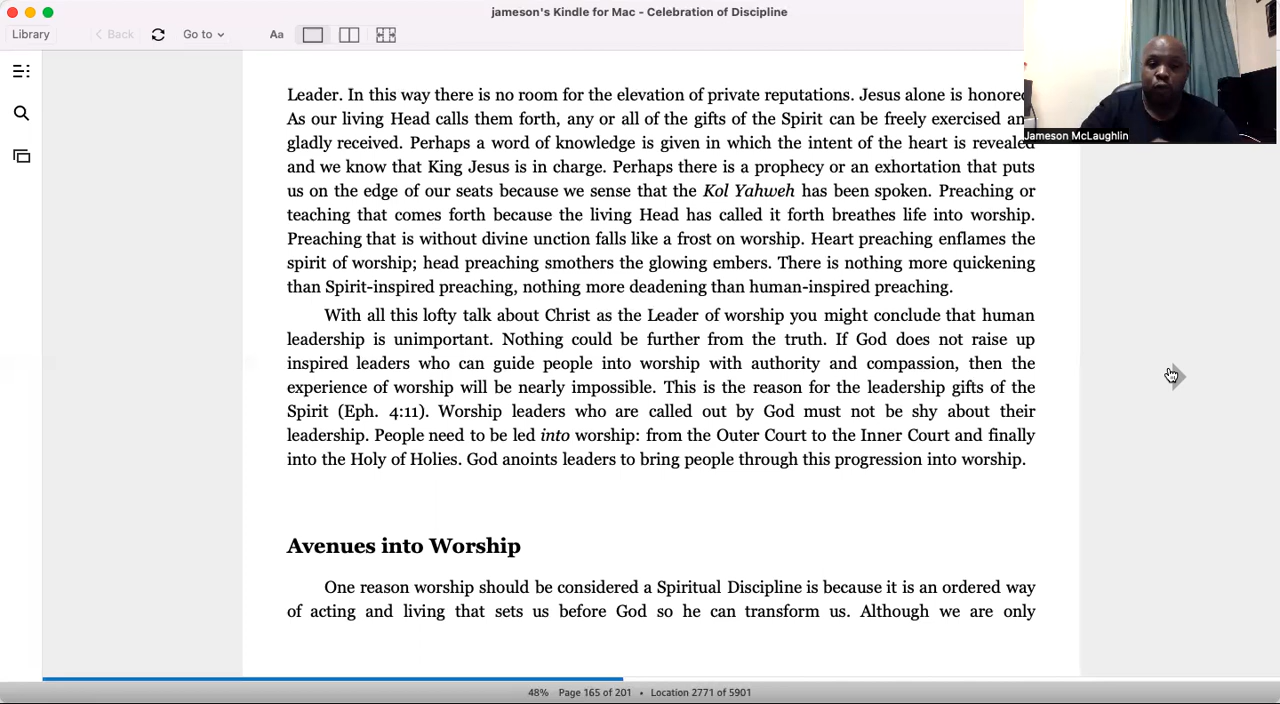 jameson's Kindle for Mac - Celebration of Discipline
Library
Back
Go to
Aa
Leader. In this way there is no room for the elevation of private reputations. Jesus alone is honored
As our living Head calls them forth, any or all of the gifts of the Spirit can be freely exercised an
gladly received. Perhaps a word of knowledge is given in which the intent of the heart is revealed
and we know that King Jesus is in charge. Perhaps there is a prophecy or an exhortation that puts
us on the edge of our seats because we sense that the Kol Yahweh has been spoken. Preaching or
teaching that comes forth because the living Head has called it forth breathes life into worship.
Preaching that is without divine unction falls like a frost on worship. Heart preaching enflames the
spirit of worship; head preaching smothers the glowing embers. There is nothing more quickening
than Spirit-inspired preaching, nothing more deadening than human-inspired preaching.
With all this lofty talk about Christ as the Leader of worship you might conclude that human
leadership is unimportant. Nothing could be further from the truth. If God does not raise up
inspired leaders who can guide people into worship with authority and compassion, then the
experience of worship will be nearly impossible. This is the reason for the leadership gifts of the
Spirit (Eph. 4:11). Worship leaders who are called out by God must not be shy about their
leadership. People need to be led into worship: from the Outer Court to the Inner Court and finally
into the Holy of Holies. God anoints leaders to bring people through this progression into worship.
Avenues into Worship
One reason worship should be considered a Spiritual Discipline is because it is an ordered way
of acting and living that sets us before God so he can transform us. Although we are only
48% Page 165 of 201 • Location 2771 of 5901
Jameson McLaughlin